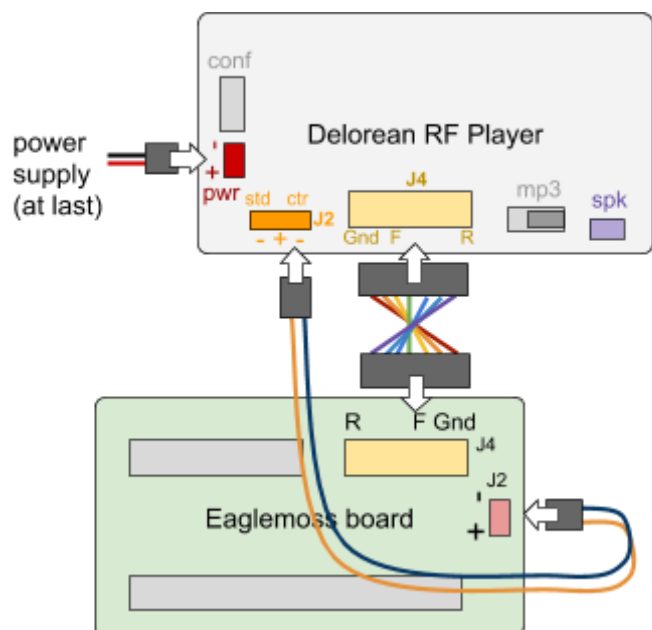 conf
Delorean RF Player
power
supply
(at last)
-
+
pwr
std ctr
J2
- + -
J4
Gnd F R
mp3
spk
R F Gnd
J4
J2
-
+
Eaglemoss board